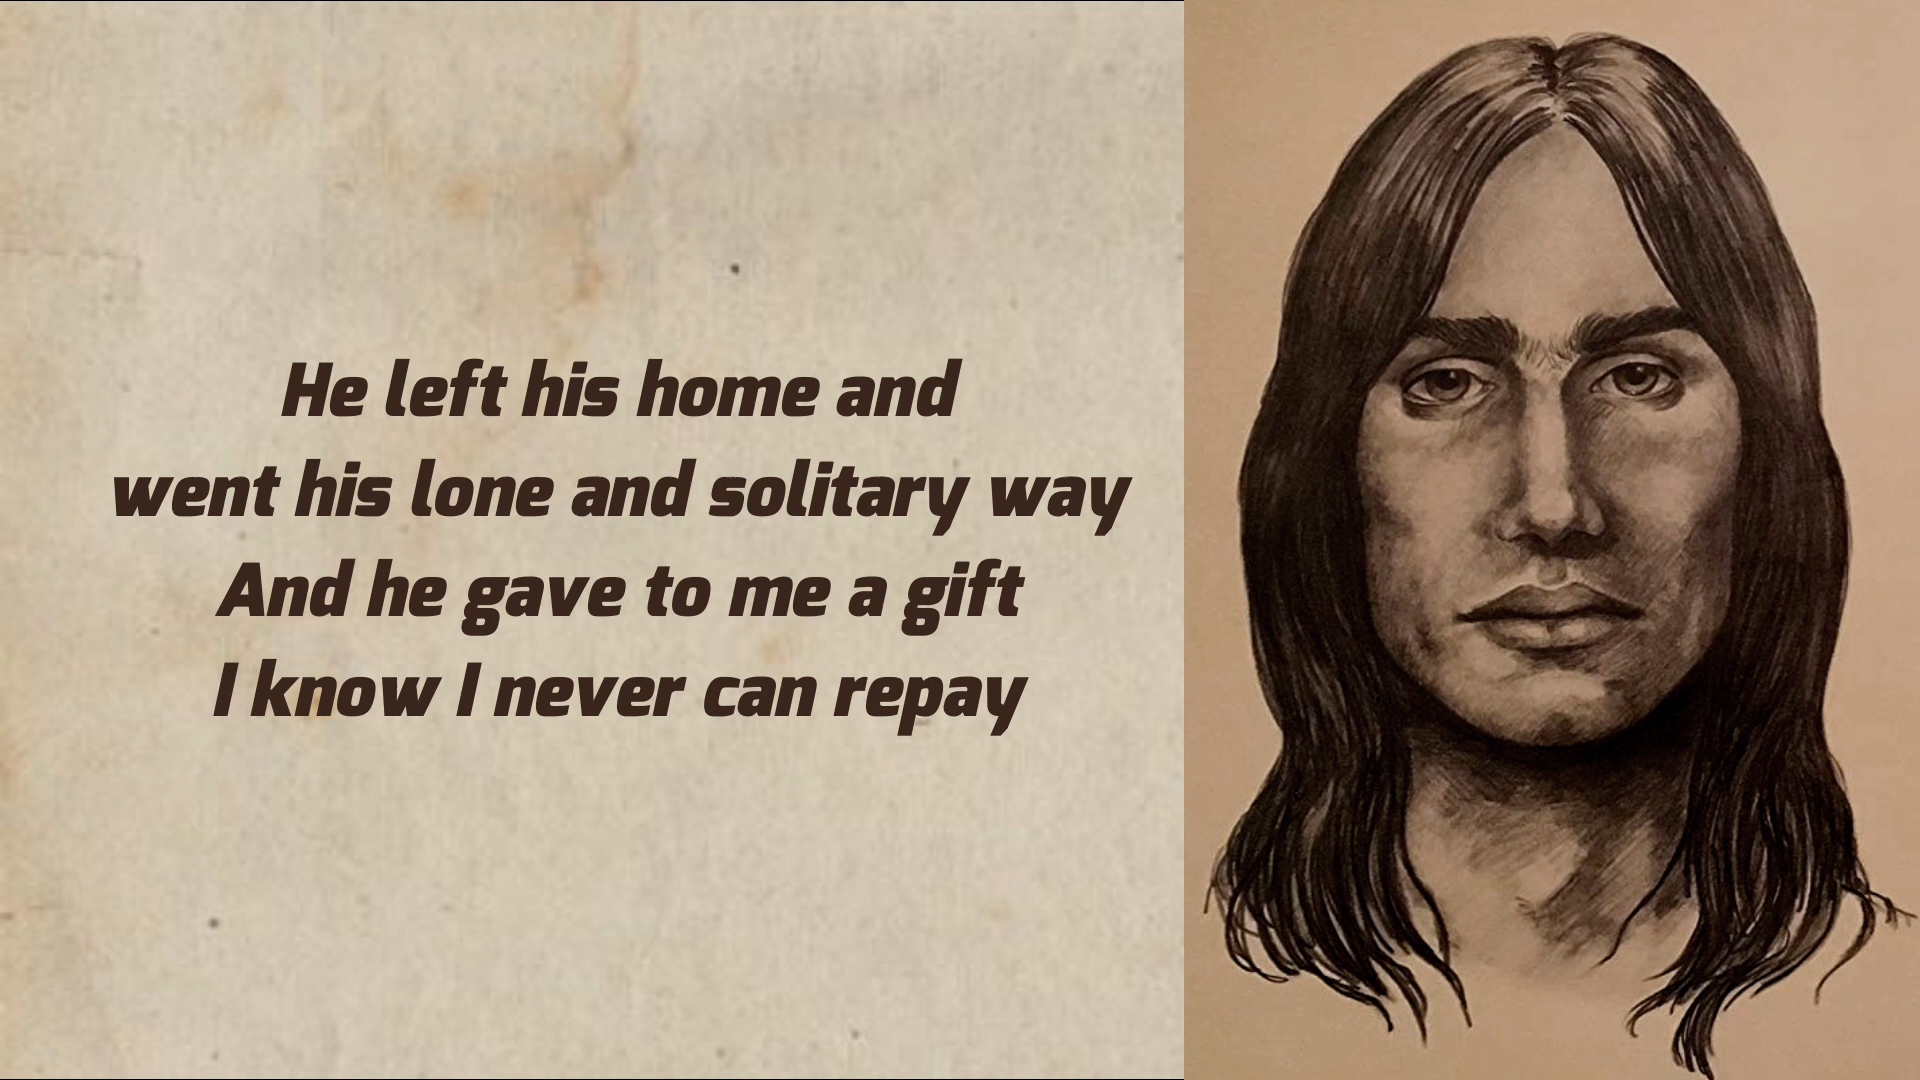 He left his home and
went his lone and solitary way
And he gave to me a gift
I know I never can repay